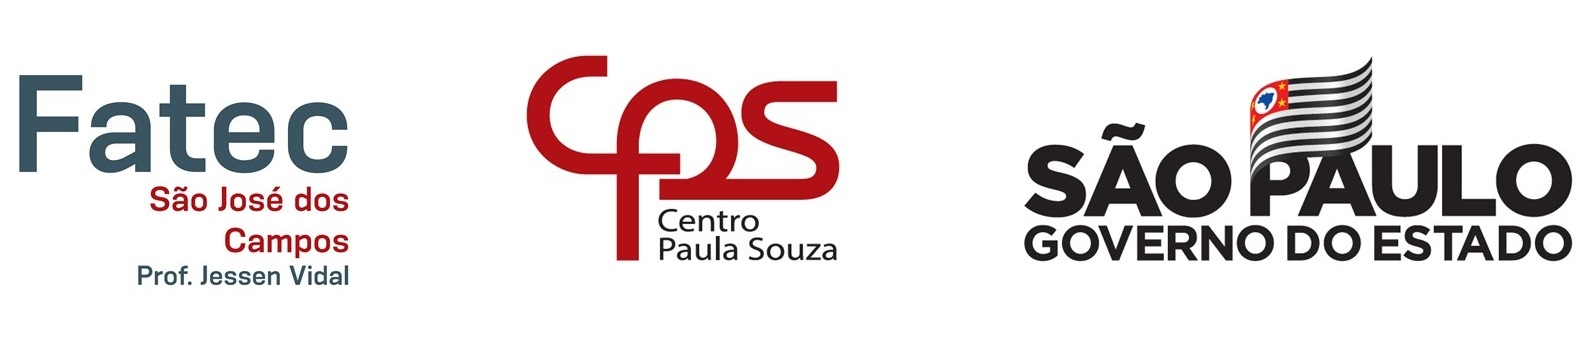 Fatec
São José dos
Campos
Prof. Jessen Vidal
cps
Centro
Paula Souza
SÃO PAULO
GOVERNO DO ESTADO